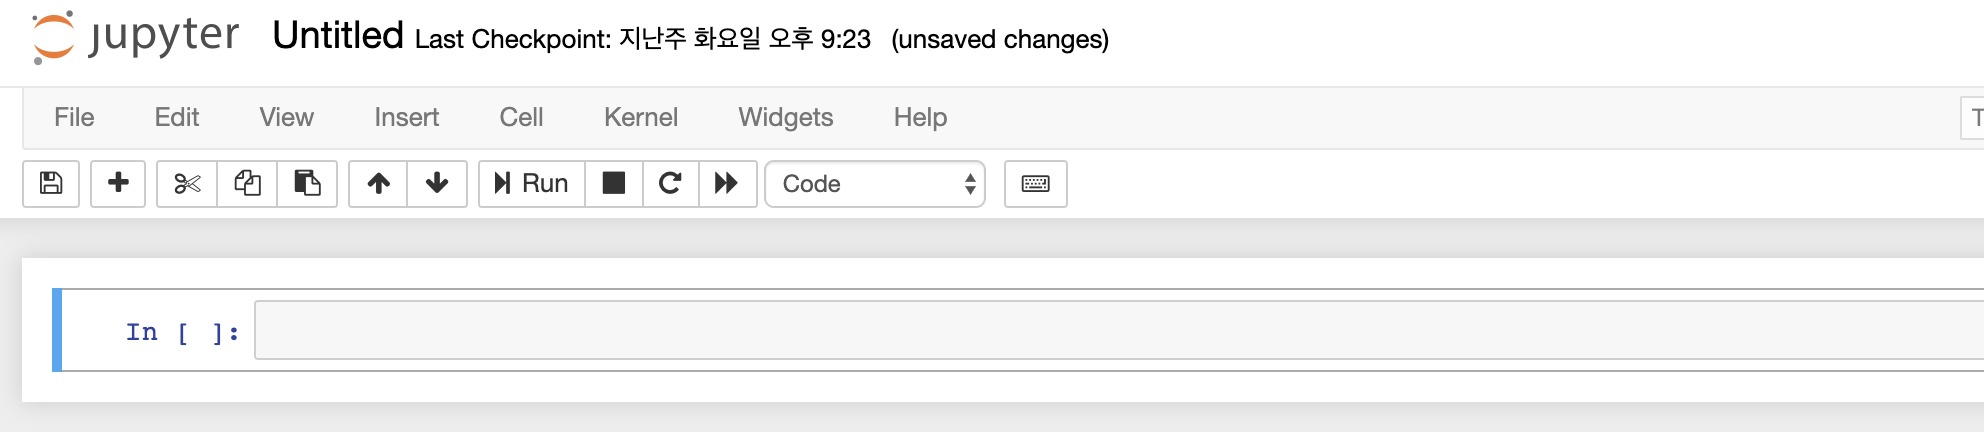 jupyter Untitled Last Checkpoint: 지난주 화요일 오후 9:23 (unsaved changes)
File Edit View Insert Cell Kernel Widgets Help
Run Code
In [ ]: